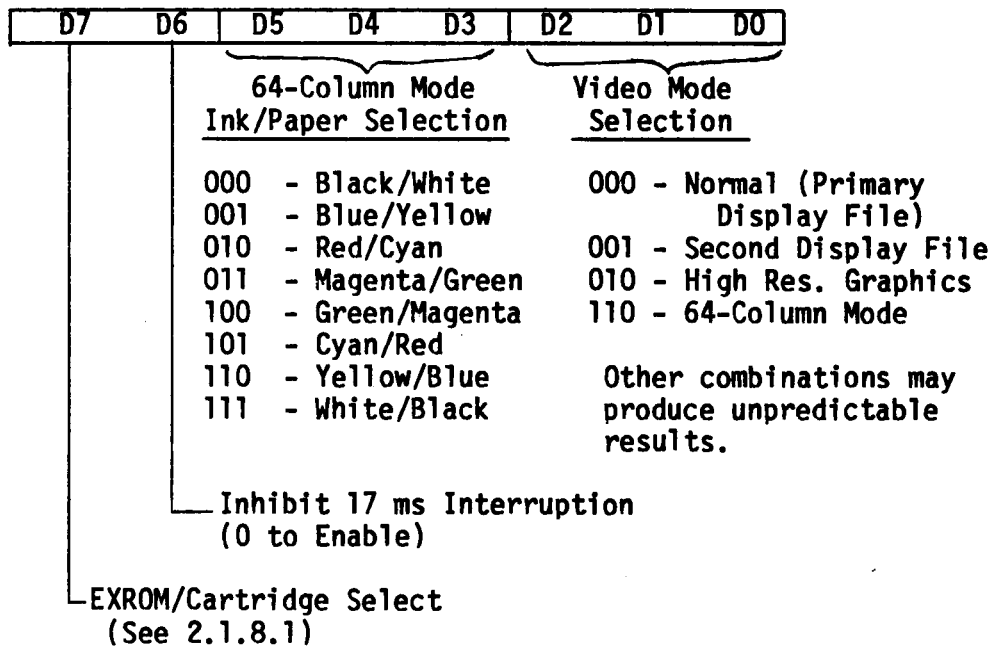 D7 D6 D5 D4 D3 D2 D1 D0
64-Column Mode
Ink/Paper Selection
000 - Black/White
001 - Blue/Yellow
010 - Red/Cyan
011 - Magenta/Green
100 - Green/Magenta
101 - Cyan/Red
110 - Yellow/Blue
111 - White/Black
Video Mode
Selection
000 - Normal (Primary
Display File)
001 - Second Display File
010 - High Res. Graphics
110 - 64-Column Mode
Other combinations may
produce unpredictable
results.
Inhibit 17 ms Interruption
(0 to Enable)
EXROM/Cartridge Select
(See 2.1.8.1)